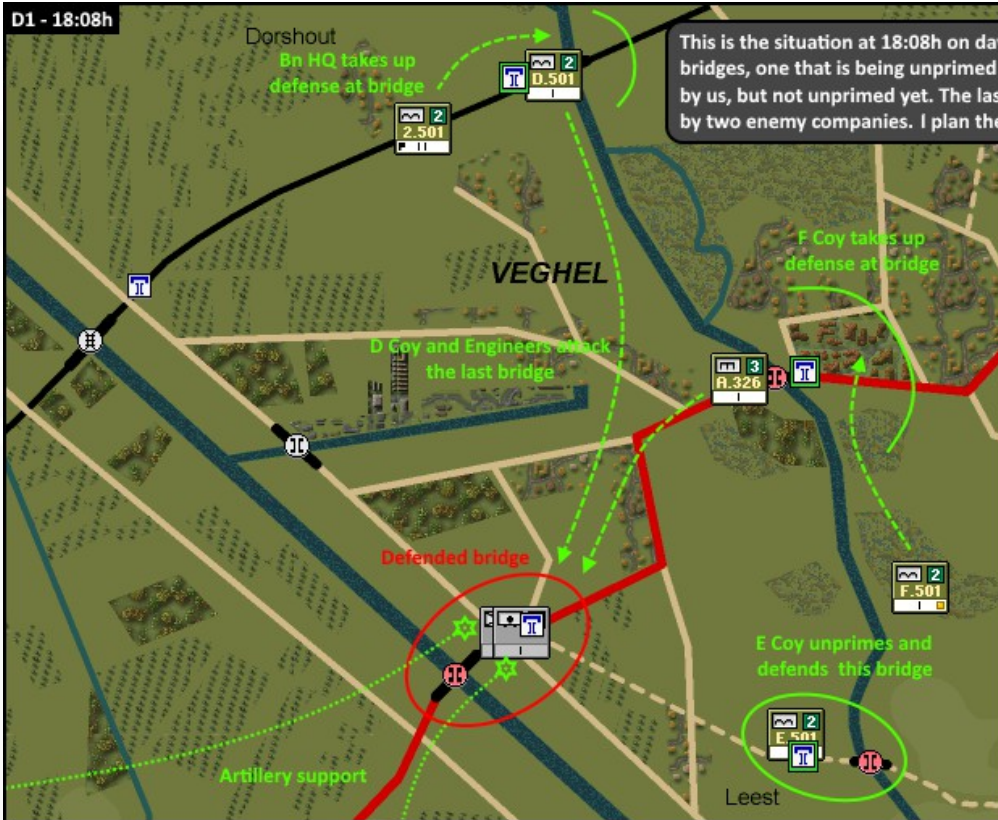 D1 - 18:08h
Dorshout
This is the situation at 18:08h on da
bridges, one that is being unprimed
by us, but not unprimed yet. The las
by two enemy companies. I plan the
Bn HQ takes up
defense at bridge
2
D.501
I
2
2.501
II
F Coy takes up
defense at bridge
VEGHEL
D Coy and Engineers attack
the last bridge
3
A.326
I
Defended bridge
2
F.501
I
I
E Coy unprimes and
defends this bridge
2
E.501
Artillery support
Leest